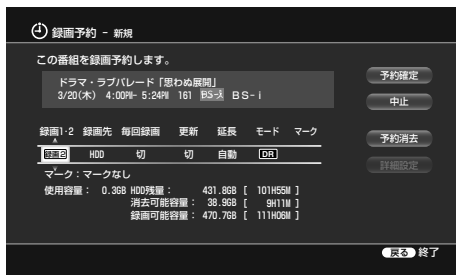 録画予約 - 新規
この番組を録画予約します。
ドラマ・ラブパレード「思わぬ展開」
3/20(木) 4:00PM- 5:24PM 161 BS-i BS-i
予約確定
中止
録画1·2 録画先 毎回録画 更新 延長 モード マーク
予約消去
録画2 HDD 切 切 自動 DR
詳細設定
マーク：マークなし
使用容量： 0.3GB HDD残量： 431.8GB [ 101H55M ]
消去可能容量： 38.9GB [ 9H11M ]
録画可能容量： 470.7GB [ 111H06M ]
戻る 終了